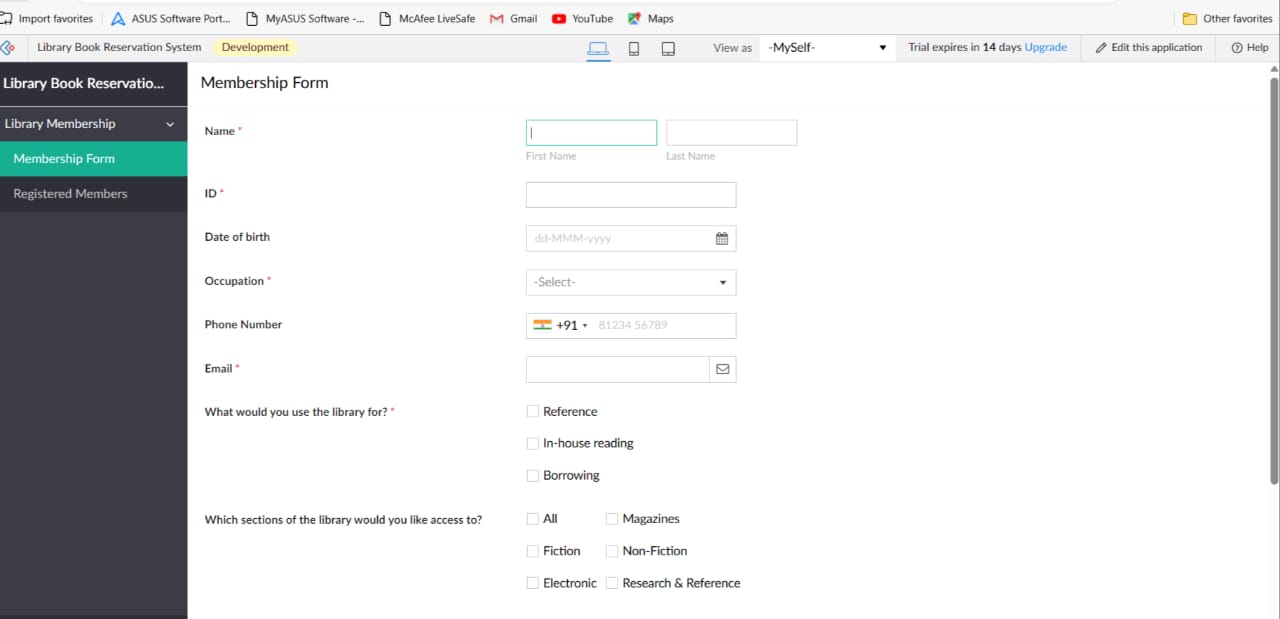 Import favorites ASUS Software Port... MyASUS Software -... McAfee LiveSafe Gmail YouTube Maps Other favorites
Library Book Reservation System Development View as -MySelf- Trial expires in 14 days Upgrade Edit this application Help
Library Book Reservatio... Membership Form
Library Membership
Name *
First Name Last Name
Membership Form
Registered Members
ID *
Date of birth dd-MMM-yyyy
Occupation * -Select-
Phone Number +91 81234 56789
Email *
What would you use the library for? * Reference
In-house reading
Borrowing
Which sections of the library would you like access to? All Magazines
Fiction Non-Fiction
Electronic Research & Reference